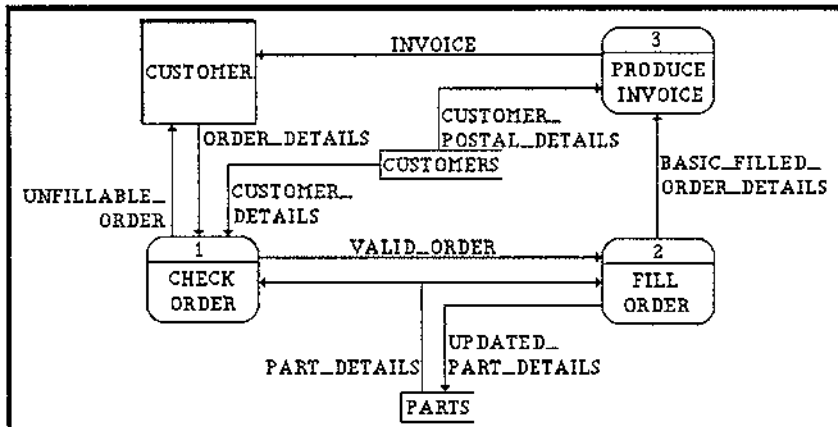 INVOICE
3
PRODUCE
INVOICE
CUSTOMER
CUSTOMER_
POSTAL_DETAILS
ORDER_DETAILS
CUSTOMERS
BASIC_FILLED_
ORDER_DETAILS
UNFILLABLE_
ORDER
CUSTOMER_
DETAILS
1
CHECK
ORDER
VALID_ORDER
2
FILL
ORDER
PART_DETAILS
UPDATED_
PART_DETAILS
PARTS